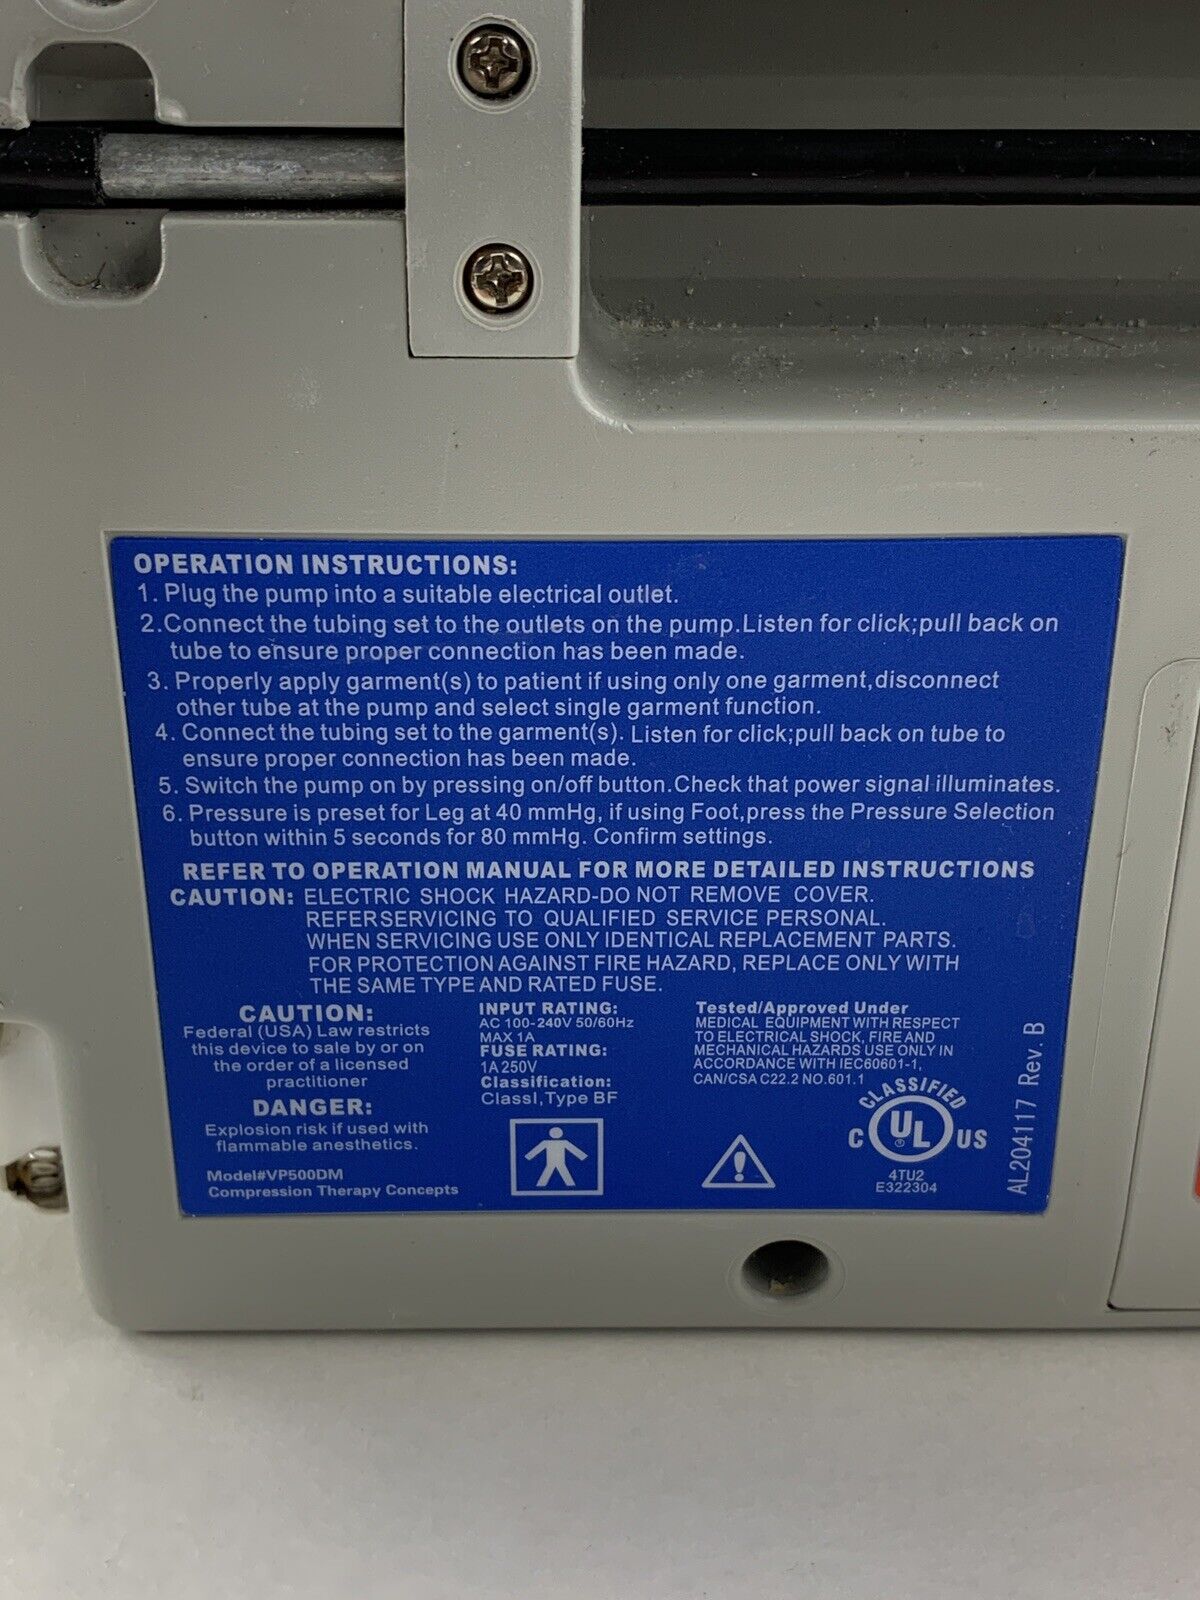 OPERATION INSTRUCTIONS:
1. Plug the pump into a suitable electrical outlet.
2.Connect the tubing set to the outlets on the pump.Listen for click;pull back on
tube to ensure proper connection has been made.
3. Properly apply garment(s) to patient if using only one garment,disconnect
other tube at the pump and select single garment function.
4. Connect the tubing set to the garment(s). Listen for click;pull back on tube to
ensure proper connection has been made.
5. Switch the pump on by pressing on/off button.Check that power signal illuminates.
6. Pressure is preset for Leg at 40 mmHg, if using Foot,press the Pressure Selection
button within 5 seconds for 80 mmHg. Confirm settings.
REFER TO OPERATION MANUAL FOR MORE DETAILED INSTRUCTIONS
CAUTION: ELECTRIC SHOCK HAZARD-DO NOT REMOVE COVER.
REFERSERVICING TO QUALIFIED SERVICE PERSONAL.
WHEN SERVICING USE ONLY IDENTICAL REPLACEMENT PARTS.
FOR PROTECTION AGAINST FIRE HAZARD, REPLACE ONLY WITH
THE SAME TYPE AND RATED FUSE.
CAUTION:
Federal (USA) Law restricts
this device to sale by or on
the order of a licensed
practitioner
DANGER:
Explosion risk if used with
flammable anesthetics.
Model#VP500DM
Compression Therapy Concepts
INPUT RATING:
AC 100-240V 50/60Hz
MAX 1A
FUSE RATING:
1A 250V
Classification:
ClassI,Type BF
Tested/Approved Under
MEDICAL EQUIPMENT WITH RESPECT
TO ELECTRICAL SHOCK, FIRE AND
MECHANICAL HAZARDS USE ONLY IN
ACCORDANCE WITH IEC60601-1,
CAN/CSA C22.2 NO.601.1
CLASSIFIED
C UL® US
4TU2
E322304
AL204117 Rev. B